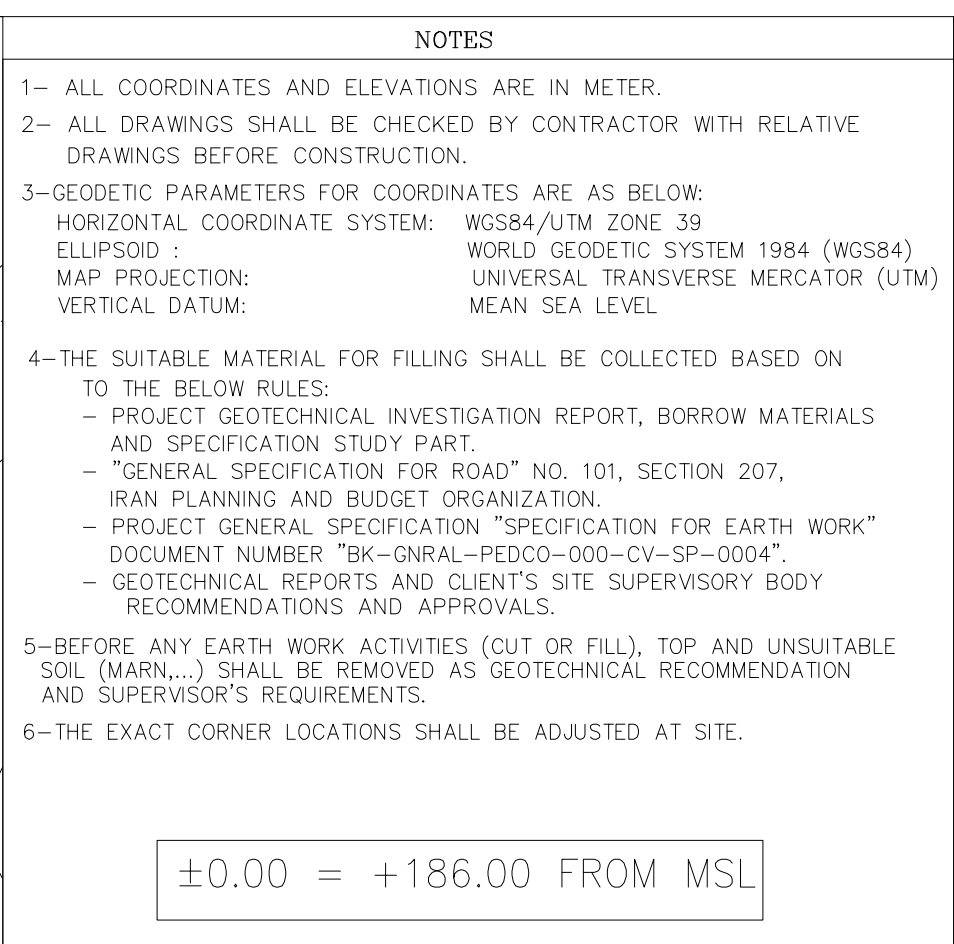 NOTES
1- ALL COORDINATES AND ELEVATIONS ARE IN METER.
2- ALL DRAWINGS SHALL BE CHECKED BY CONTRACTOR WITH RELATIVE
DRAWINGS BEFORE CONSTRUCTION.
3-GEODETIC PARAMETERS FOR COORDINATES ARE AS BELOW:
HORIZONTAL COORDINATE SYSTEM: WGS84/UTM ZONE 39
ELLIPSOID : WORLD GEODETIC SYSTEM 1984 (WGS84)
MAP PROJECTION: UNIVERSAL TRANSVERSE MERCATOR (UTM)
VERTICAL DATUM: MEAN SEA LEVEL
4-THE SUITABLE MATERIAL FOR FILLING SHALL BE COLLECTED BASED ON
TO THE BELOW RULES:
- PROJECT GEOTECHNICAL INVESTIGATION REPORT, BORROW MATERIALS
AND SPECIFICATION STUDY PART.
- "GENERAL SPECIFICATION FOR ROAD" NO. 101, SECTION 207,
IRAN PLANNING AND BUDGET ORGANIZATION.
- PROJECT GENERAL SPECIFICATION "SPECIFICATION FOR EARTH WORK"
DOCUMENT NUMBER "BK-GNRAL-PEDCO-000-CV-SP-0004".
- GEOTECHNICAL REPORTS AND CLIENT'S SITE SUPERVISORY BODY
RECOMMENDATIONS AND APPROVALS.
5-BEFORE ANY EARTH WORK ACTIVITIES (CUT OR FILL), TOP AND UNSUITABLE
SOIL (MARN,...) SHALL BE REMOVED AS GEOTECHNICAL RECOMMENDATION
AND SUPERVISOR'S REQUIREMENTS.
6-THE EXACT CORNER LOCATIONS SHALL BE ADJUSTED AT SITE.
±0.00 = +186.00 FROM MSL